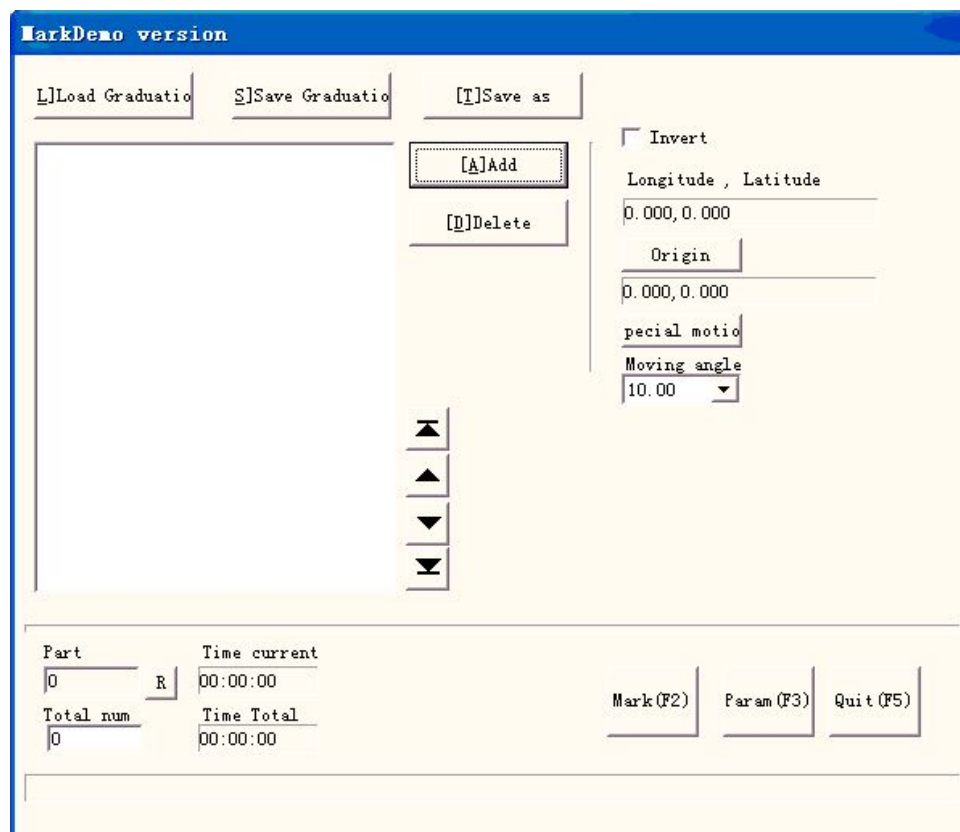 MarkDemo version
L]Load Graduatio
S]Save Graduatio
[T]Save as
[A]Add
[D]Delete
Invert
Longitude , Latitude
0.000,0.000
Origin
0.000,0.000
pecial motio
Moving angle
10.00
Part
0
R
Time current
00:00:00
Total num
0
Time Total
00:00:00
Mark(F2)
Param(F3)
Quit(F5)